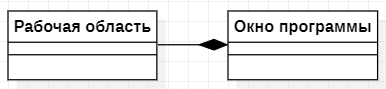 Рабочая область
Окно программы